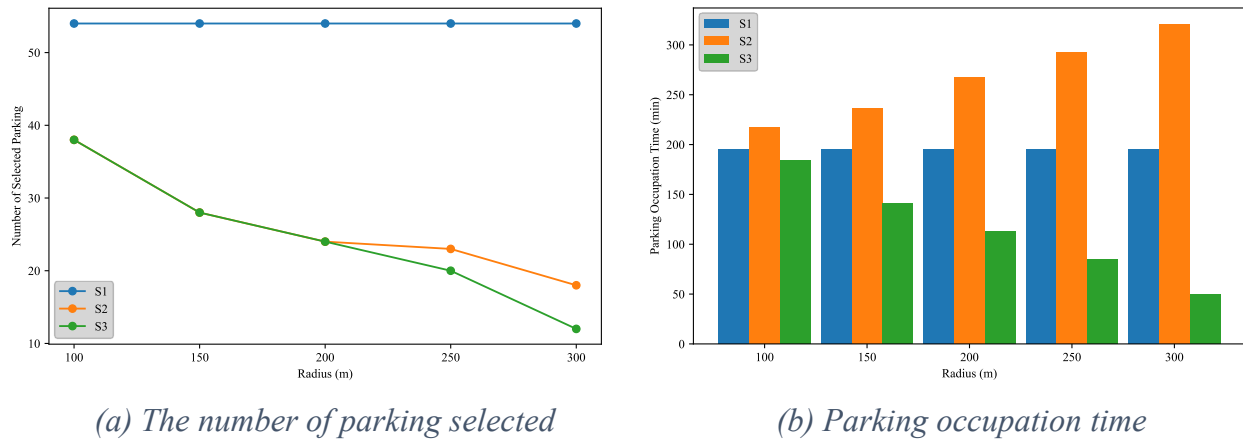 50
40
30
20
10
Number of Selected Parking
S1
S2
S3
100 150 200 250 300
Radius (m)
(a) The number of parking selected
300
250
200
150
100
50
0
Parking Occupation Time (min)
S1
S2
S3
100 150 200 250 300
Radius (m)
(b) Parking occupation time